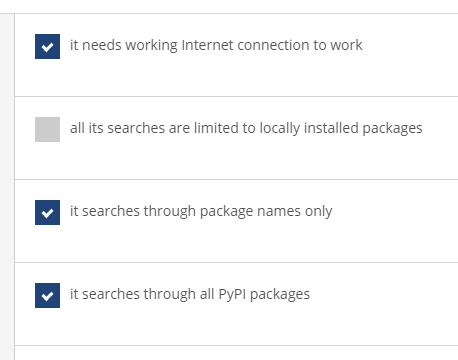 it needs working Internet connection to work
all its searches are limited to locally installed packages
it searches through package names only
it searches through all PyPI packages